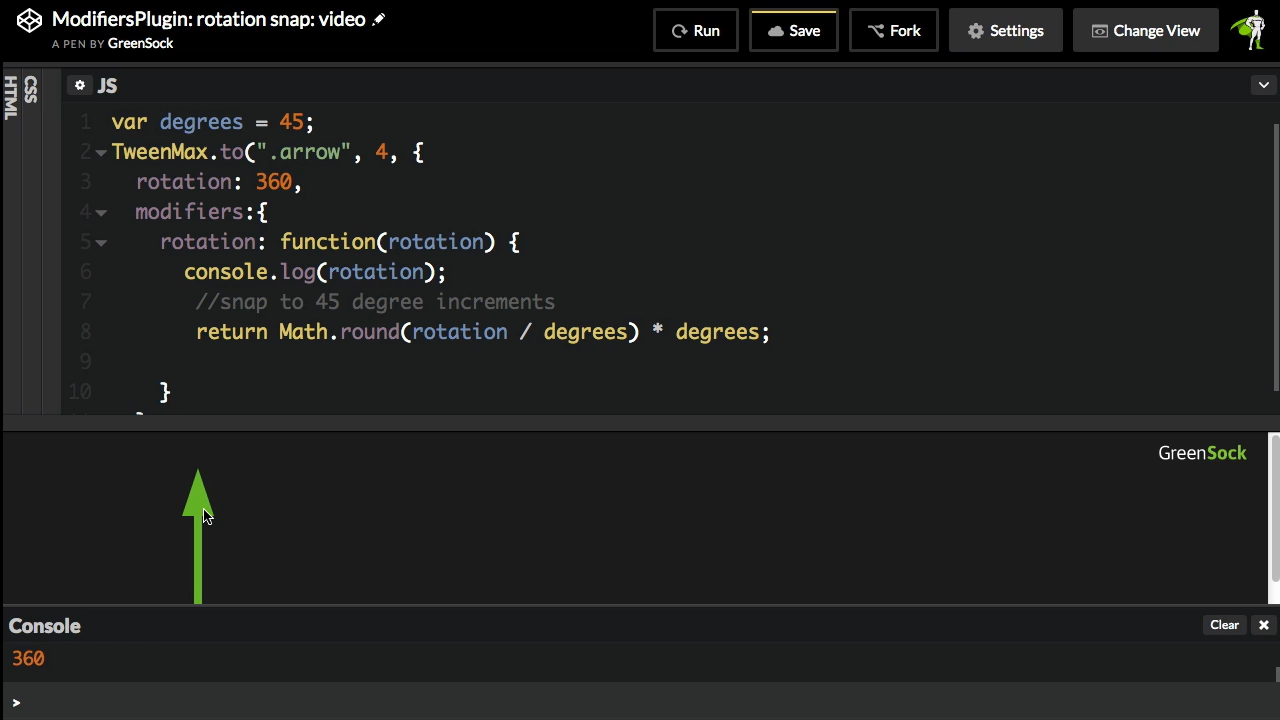 ModifiersPlugin: rotation snap: video
A PEN BY GreenSock
Run
Save
Fork
Settings
Change View
HTML
CSS
JS
1 var degrees = 45;
2 TweenMax.to(".arrow", 4, {
3 rotation: 360,
4 modifiers:{
5 rotation: function(rotation) {
6 console.log(rotation);
7 //snap to 45 degree increments
8 return Math.round(rotation / degrees) * degrees;
9
10 }
GreenSock
Console
Clear
360
>